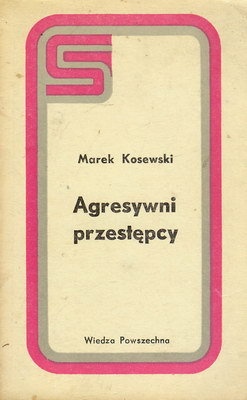 Marek Kosewski
Agresywni
przestępcy
Wiedza Powszechna